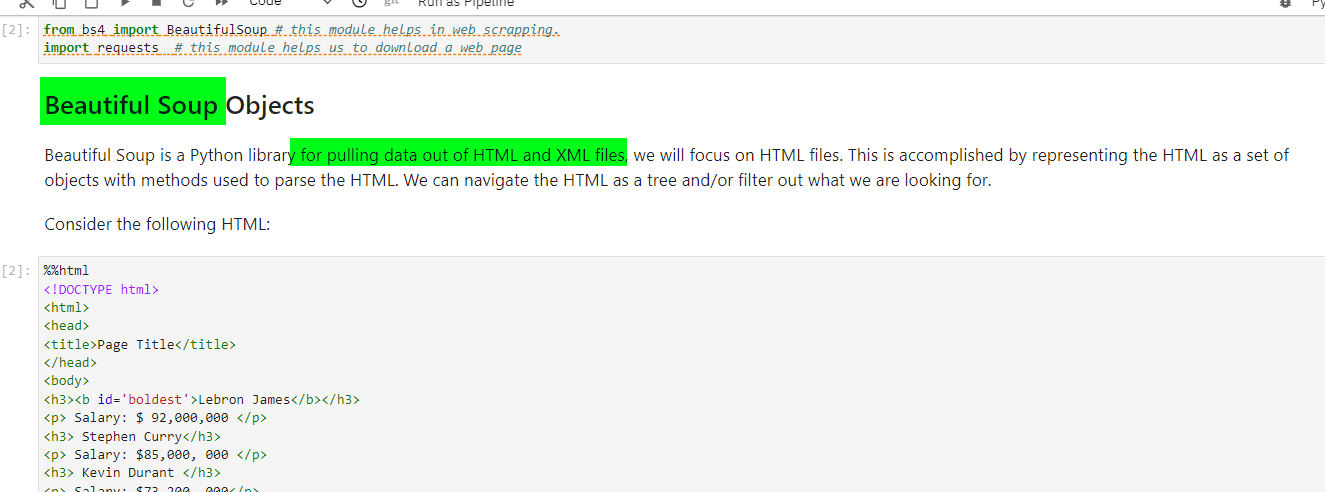 Code
git
Run as Pipeline
Py
[2]:
from bs4 import BeautifulSoup # this module helps in web scrapping.
import requests  # this module helps us to download a web page
Beautiful Soup Objects
Beautiful Soup is a Python library for pulling data out of HTML and XML files, we will focus on HTML files. This is accomplished by representing the HTML as a set of
objects with methods used to parse the HTML. We can navigate the HTML as a tree and/or filter out what we are looking for.
Consider the following HTML:
[2]:
%%html
<!DOCTYPE html>
<html>
<head>
<title>Page Title</title>
</head>
<body>
<h3><b id='boldest'>Lebron James</b></h3>
<p> Salary: $ 92,000,000 </p>
<h3> Stephen Curry</h3>
<p> Salary: $85,000, 000 </p>
<h3> Kevin Durant </h3>
<p> Salary: $73,200, 000</p>